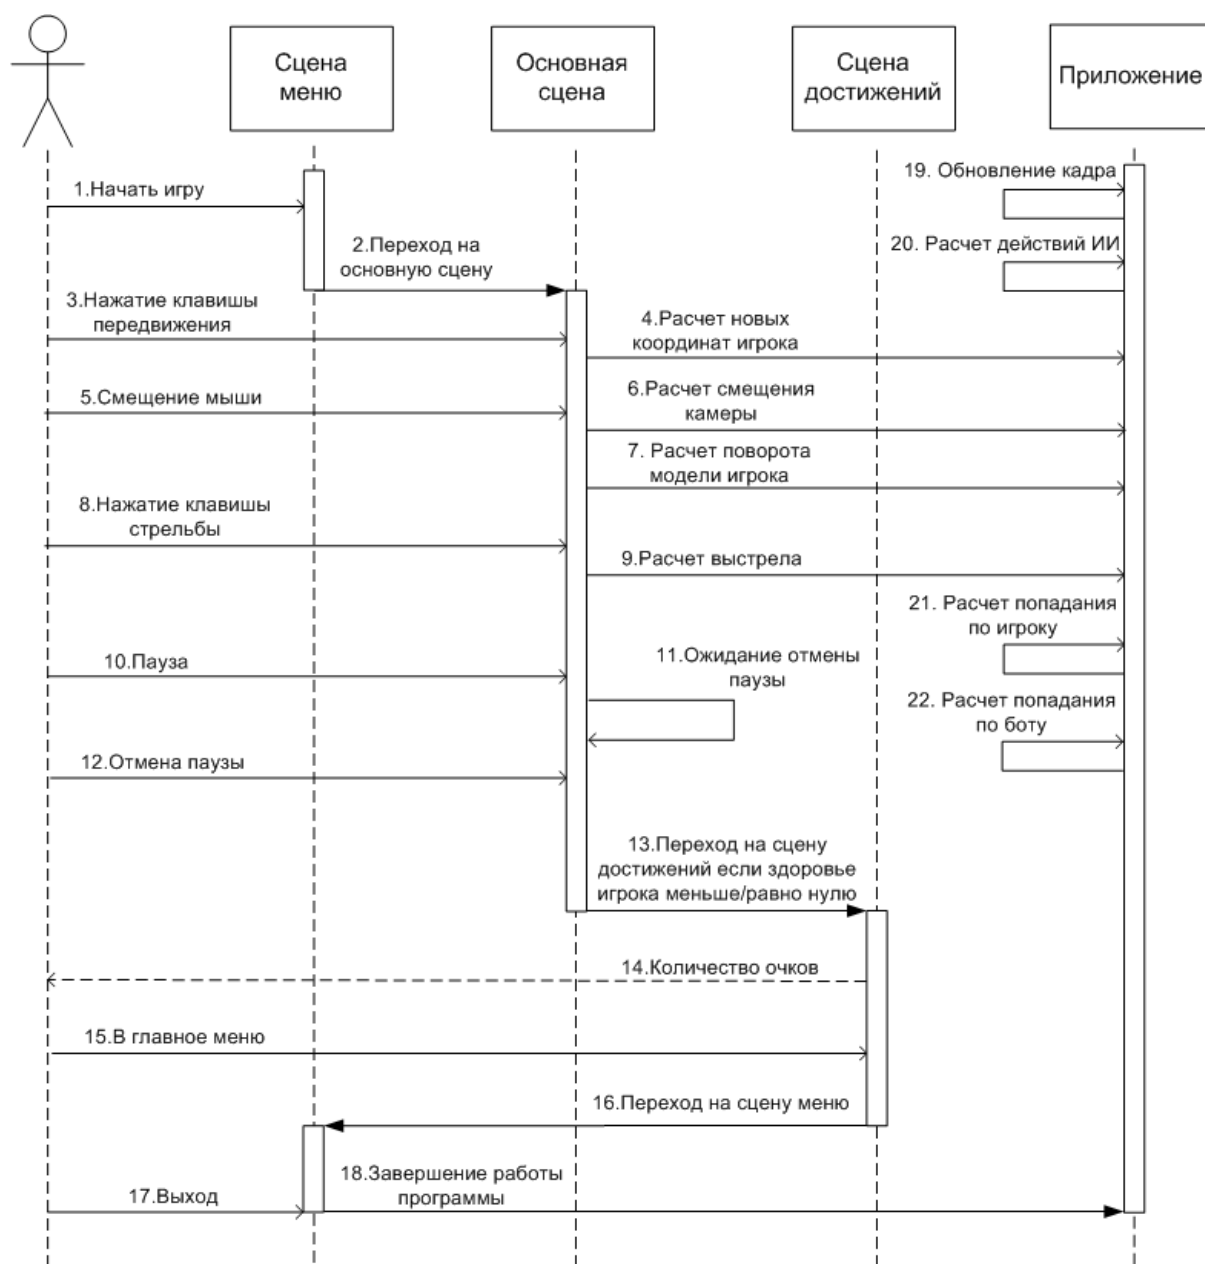 Сцена
меню
Основная
сцена
Сцена
достижений
Приложение
19. Обновление кадра
1.Начать игру
2.Переход на
основную сцену
20. Расчет действий ИИ
3.Нажатие клавишы
передвижения
4.Расчет новых
координат игрока
5.Смещение мыши
6.Расчет смещения
камеры
7. Расчет поворота
модели игрока
8.Нажатие клавишы
стрельбы
9.Расчет выстрела
21. Расчет попадания
по игроку
10.Пауза
11.Ожидание отмены
паузы
22. Расчет попадания
по боту
12.Отмена паузы
13.Переход на сцену
достижений если здоровье
игрока меньше/равно нулю
14.Количество очков
15.В главное меню
16.Переход на сцену меню
17.Выход
18.Завершение работы
программы